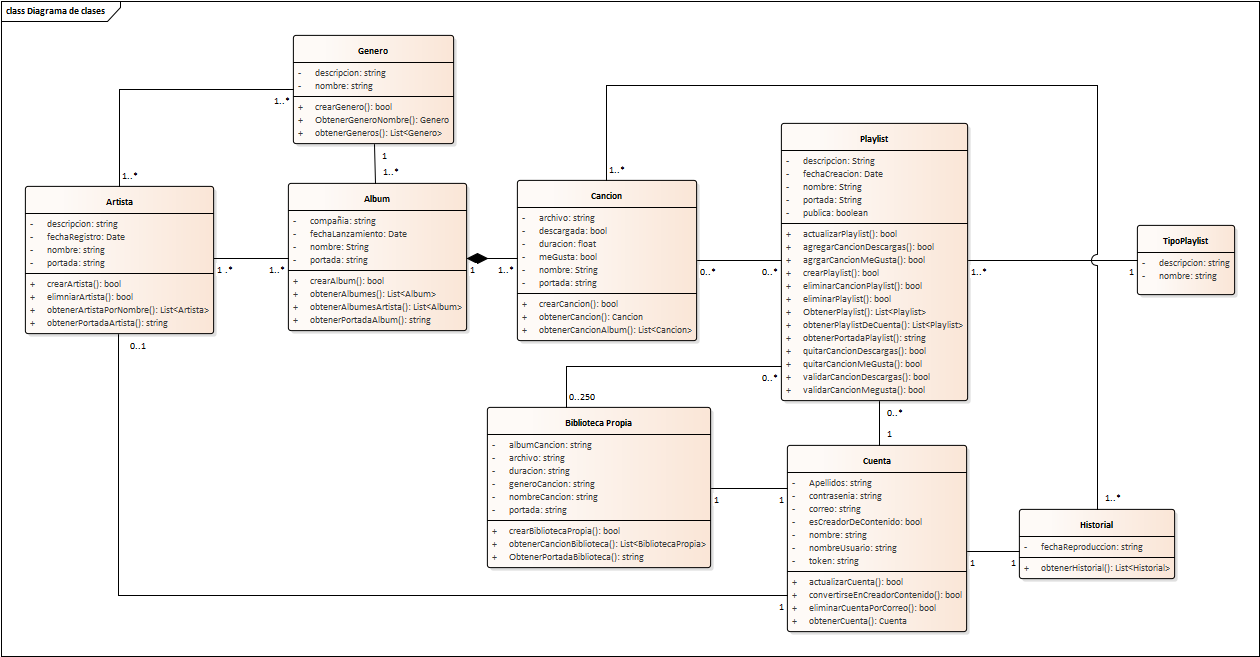 class Diagrama de clases
Genero
- descripcion: string
- nombre: string
+ crearGenero(): bool
+ ObtenerGeneroNombre(): Genero
+ obtenerGeneros(): List<Genero>
1..*
1..*
1
1..*
Artista
- descripcion: string
- fechaRegistro: Date
- nombre: string
- portada: string
+ crearArtista(): bool
+ elimniarArtista(): bool
+ obtenerArtistaPorNombre(): List<Artista>
+ obtenerPortadaArtista(): string
1 .*
1..*
0..1
Album
- compañia: string
- fechaLanzamiento: Date
- nombre: String
- portada: string
+ crearAlbum(): bool
+ obtenerAlbumes(): List<Album>
+ obtenerAlbumesArtista(): List<Album>
+ obtenerPortadaAlbum(): string
1
1..*
1..*
Cancion
- archivo: string
- descargada: bool
- duracion: float
- meGusta: bool
- nombre: String
- portada: string
+ crearCancion(): bool
+ obtenerCancion(): Cancion
+ obtenerCancionAlbum(): List<Cancion>
0..*
0..*
Playlist
- descripcion: String
- fechaCreacion: Date
- nombre: String
- portada: String
- publica: boolean
+ actualizarPlaylist(): bool
+ agregarCancionDescargas(): bool
+ agrgarCancionMeGusta(): bool
+ crearPlaylist(): bool
+ eliminarCancionPlaylist(): bool
+ eliminarPlaylist(): bool
+ ObtenerPlaylist(): List<Playlist>
+ obtenerPlaylistDeCuenta(): List<Playlist>
+ obtenerPortadaPlaylist(): string
+ quitarCancionDescargas(): bool
+ quitarCancionMeGusta(): bool
+ validarCancionDescargas(): bool
+ validarCancionMegusta(): bool
1..*
1
TipoPlaylist
- descripcion: string
- nombre: string
0..*
0..250
0..*
1
Biblioteca Propia
- albumCancion: string
- archivo: string
- duracion: string
- generoCancion: string
- nombreCancion: string
- portada: string
+ crearBibliotecaPropia(): bool
+ obtenerCancionBiblioteca(): List<BibliotecaPropia>
+ ObtenerPortadaBiblioteca(): string
1
1
Cuenta
- Apellidos: string
- contrasenia: string
- correo: string
- esCreadorDeContenido: bool
- nombre: string
- nombreUsuario: string
- token: string
+ actualizarCuenta(): bool
+ convertirseEnCreadorContenido(): bool
+ eliminarCuentaPorCorreo(): bool
+ obtenerCuenta(): Cuenta
1
1
1
1..*
Historial
- fechaReproduccion: string
+ obtenerHistorial(): List<Historial>